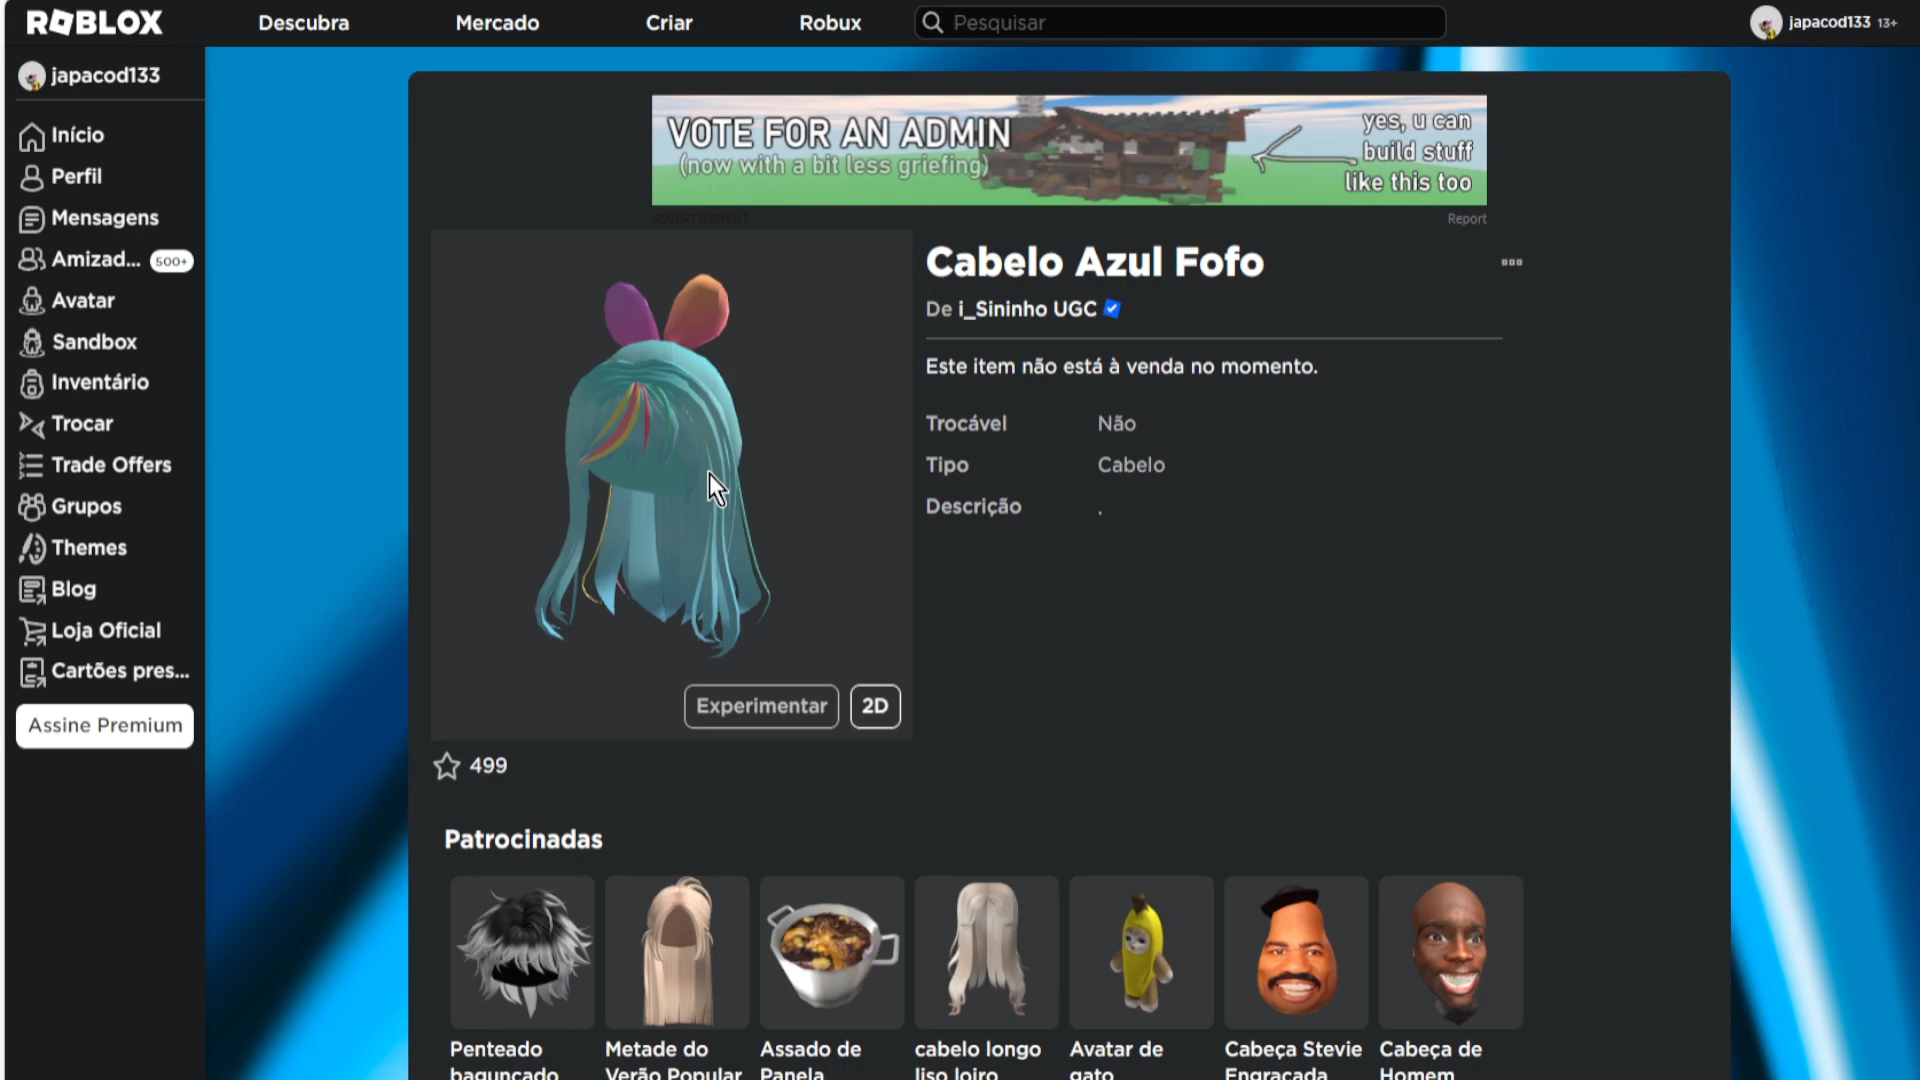 ROBLOX
Descubra
Mercado
Criar
Robux
Pesquisar
japacod133 13+
japacod133
Início
Perfil
Mensagens
Amizad... 500+
Avatar
Sandbox
Inventário
Trocar
Trade Offers
Grupos
Themes
Blog
Loja Oficial
Cartões pres...
Assine Premium
VOTE FOR AN ADMIN
(now with a bit less griefing)
yes, u can
build stuff
like this too
ADVERTISEMENT
Report
Cabelo Azul Fofo
De i_Sininho UGC
Este item não está à venda no momento.
Trocável Não
Tipo Cabelo
Descrição .
Experimentar
2D
499
Patrocinadas
Penteado
bagunçado
Metade do
Verão Popular
Assado de
Panela
cabelo longo
liso loiro
Avatar de
gato
Cabeça Stevie
Engraçada
Cabeça de
Homem